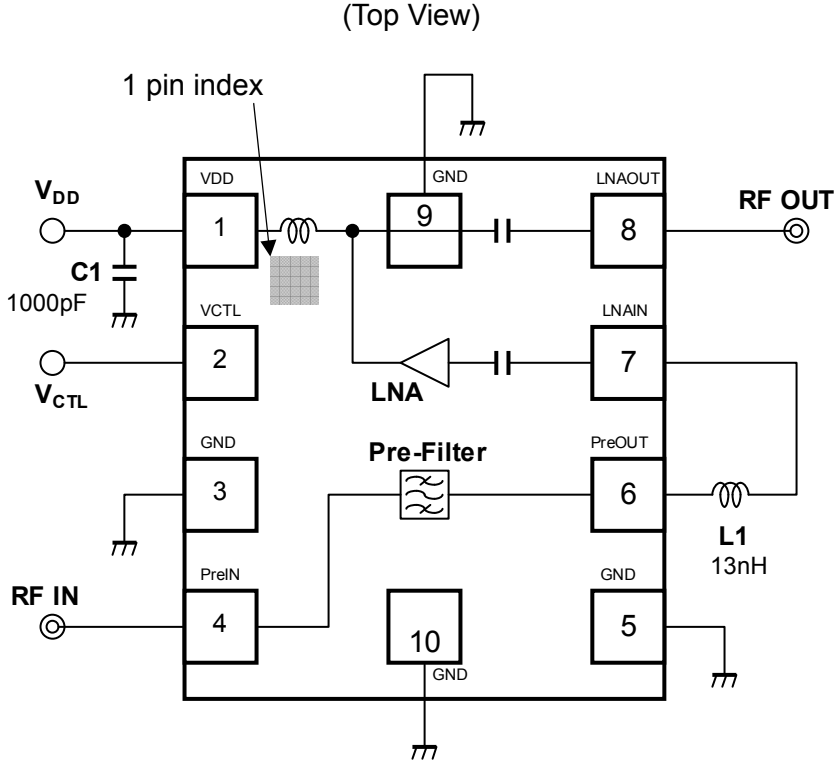 (Top View)
1 pin index
VDD
GND
LNAOUT
VDD
RF OUT
1
9
8
C1
1000pF
VCTL
LNAIN
2
7
VCTL
LNA
GND
Pre-Filter
PreOUT
3
6
L1
13nH
PreIN
GND
RF IN
4
10
5
GND